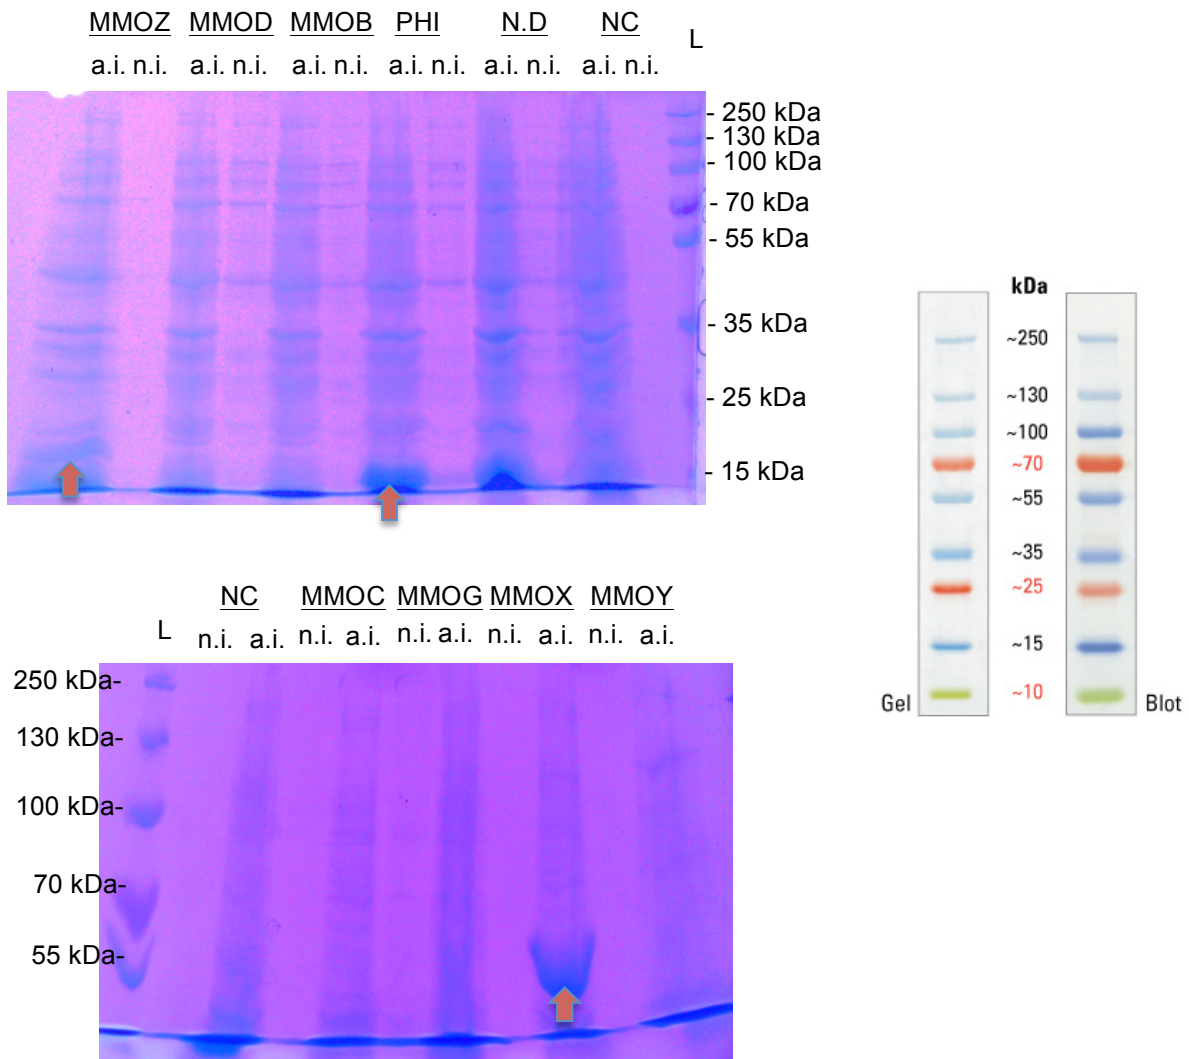 MMOZ MMOD MMOB PHI N.D NC L
a.i. n.i. a.i. n.i. a.i. n.i. a.i. n.i. a.i. n.i. a.i. n.i.
- 250 kDa
- 130 kDa
- 100 kDa
- 70 kDa
- 55 kDa
- 35 kDa
- 25 kDa
- 15 kDa
kDa
~250
~130
~100
~70
~55
~35
~25
~15
~10
Gel
Blot
NC MMOC MMOG MMOX MMOY
L n.i. a.i. n.i. a.i. n.i. a.i. n.i. a.i. n.i. a.i.
250 kDa-
130 kDa-
100 kDa-
70 kDa-
55 kDa-